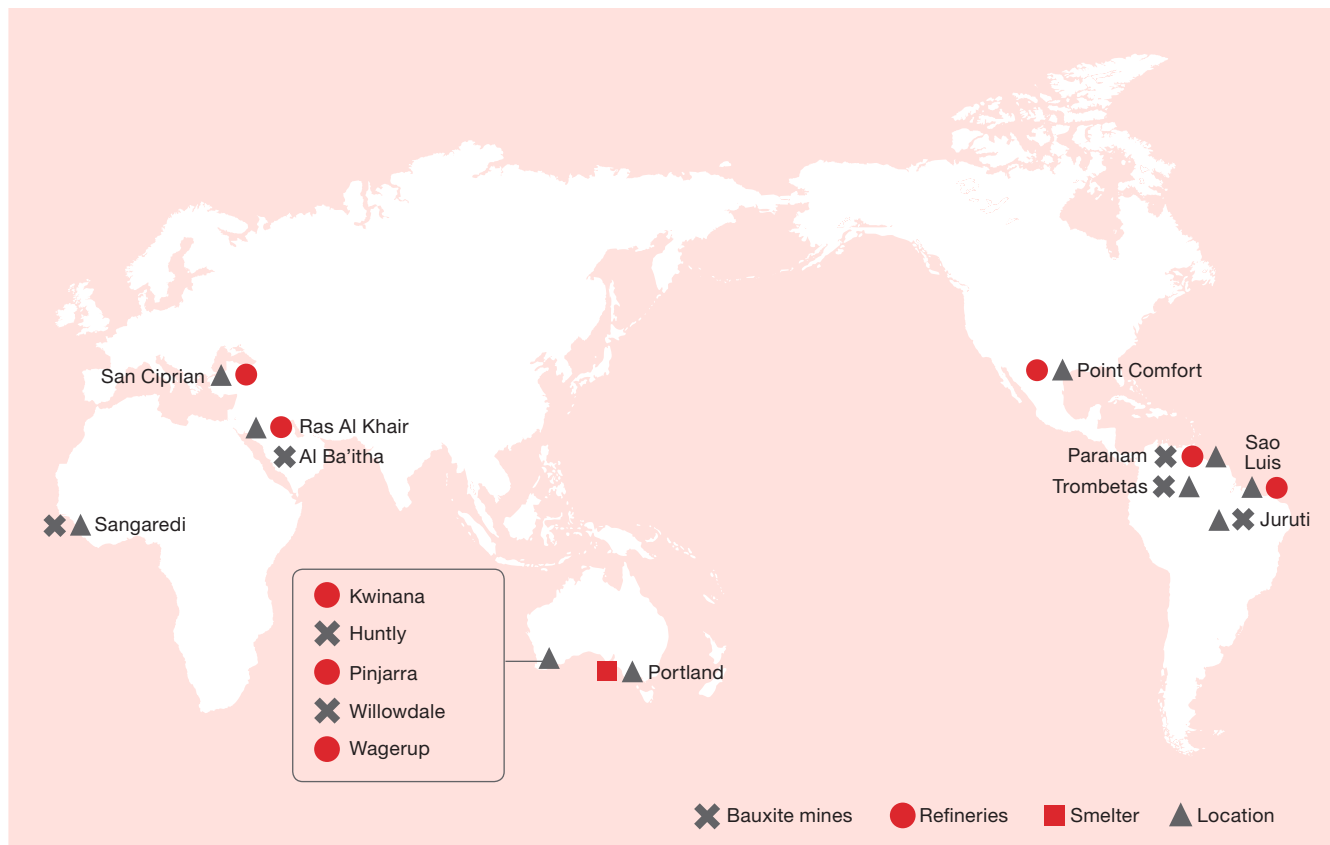 San Ciprian
Ras Al Khair
Al Ba'itha
Sangaredi
Kwinana
Huntly
Pinjarra
Willowdale
Wagerup
Portland
Point Comfort
Paranam
Sao
Luis
Trombetas
Juruti
Bauxite mines
Refineries
Smelter
Location